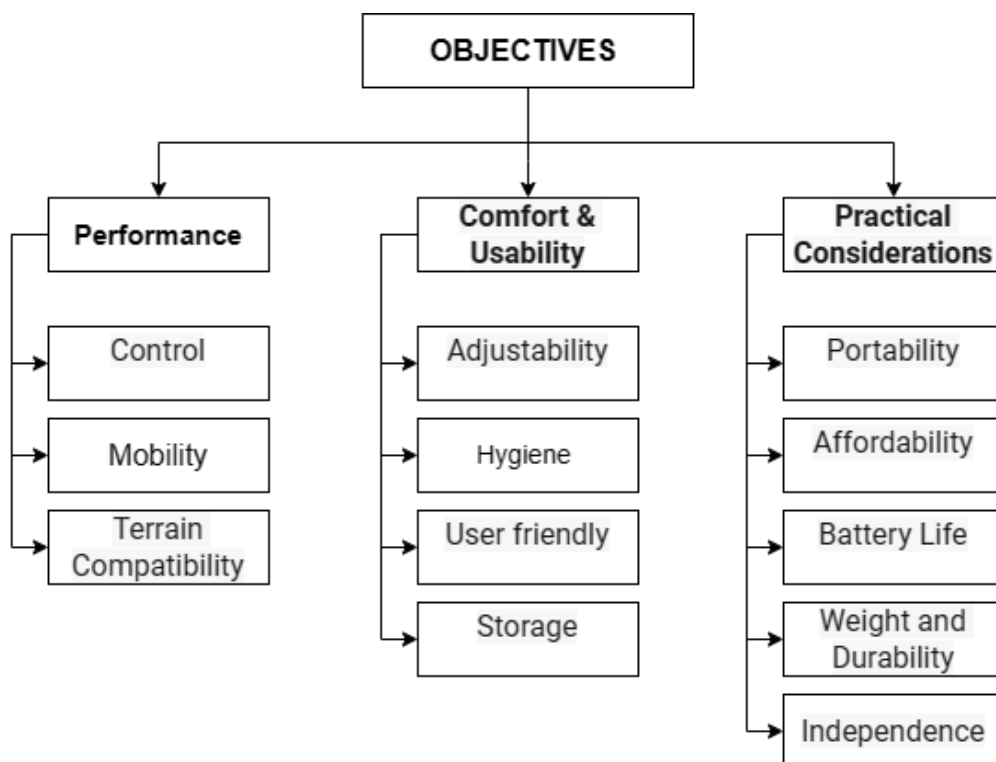 OBJECTIVES
Performance
Control
Mobility
Terrain
Compatibility
Comfort &
Usability
Adjustability
Hygiene
User friendly
Storage
Practical
Considerations
Portability
Affordability
Battery Life
Weight and
Durability
Independence